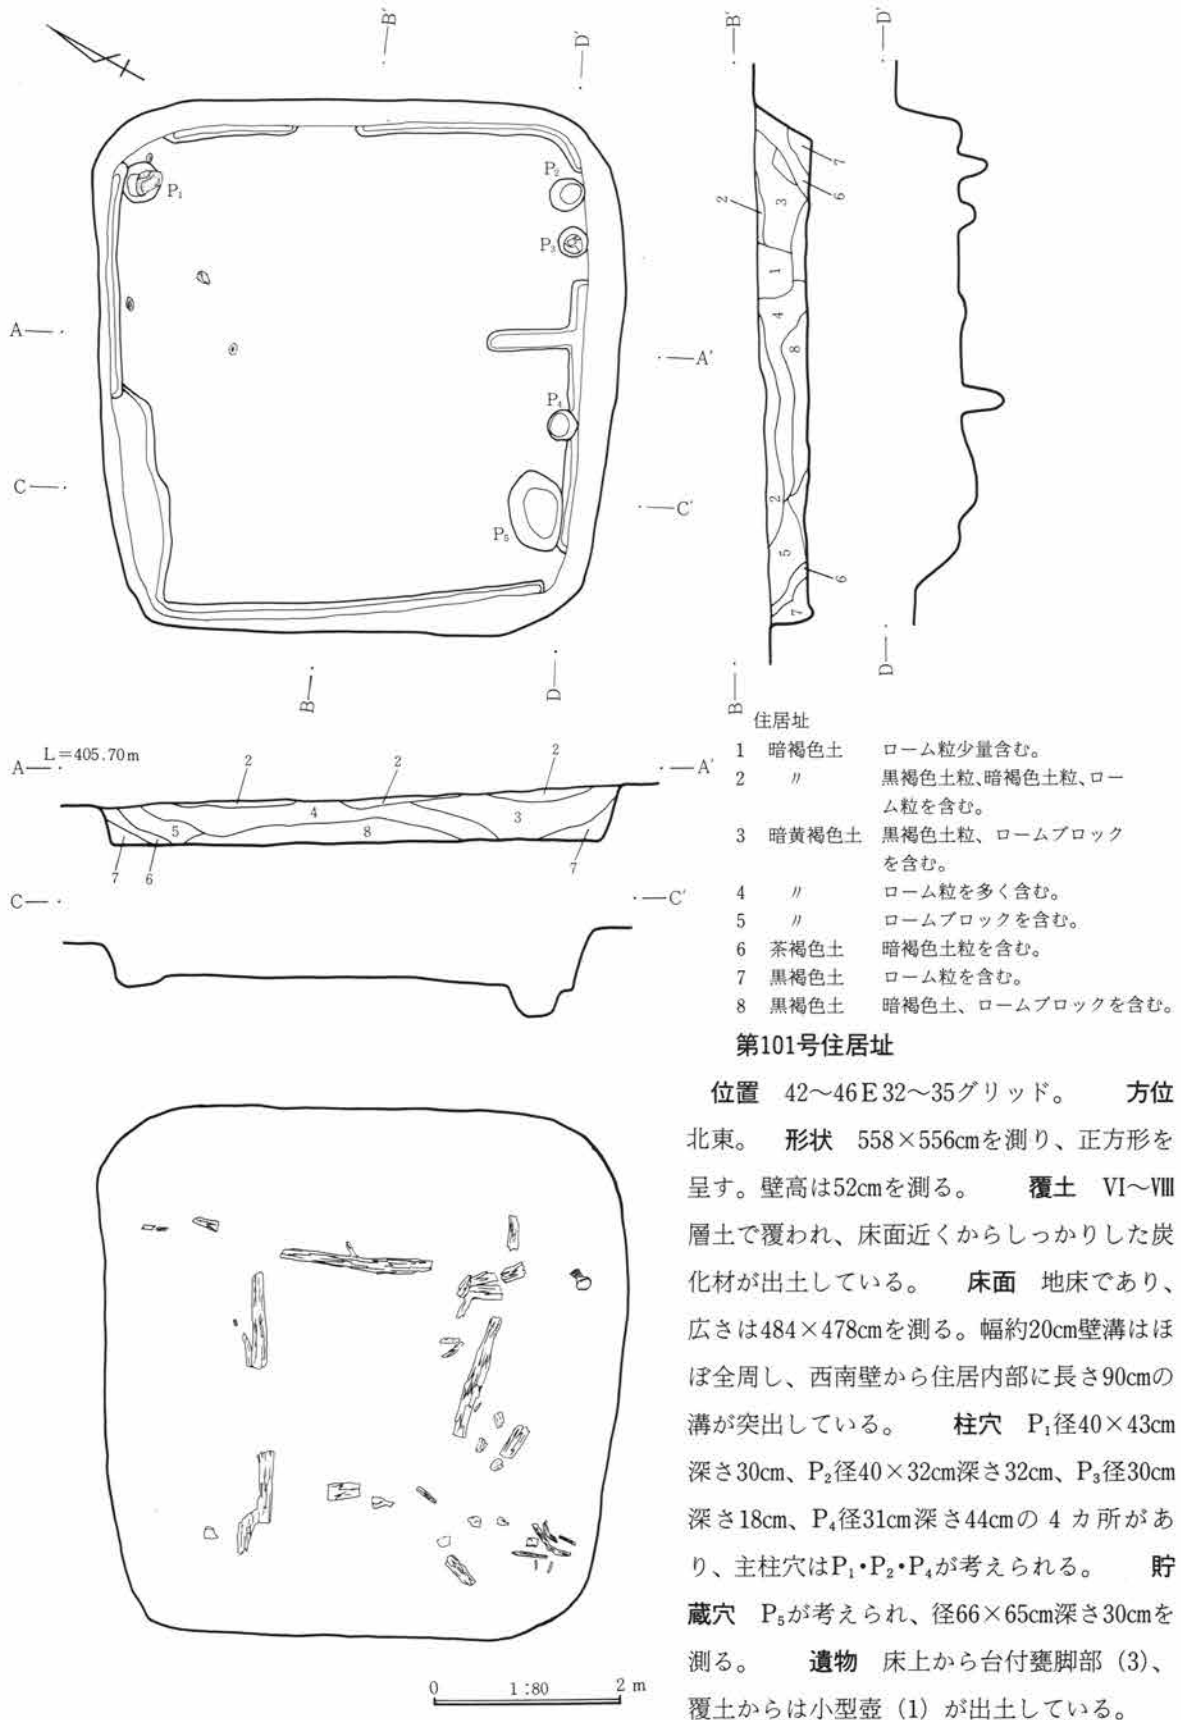 B′
D′
P₁
P₂
P₃
P₄
P₅
A
A′
C
C′
B
D
B′
D′
7
6
2
3
1
4
8
2
5
6
7
B
D
L=405.70m
A
A′
2
2
2
4
3
5
8
7
6
7
C
C′
住居址
1 暗褐色土 ローム粒少量含む。
2 〃 黒褐色土粒、暗褐色土粒、ロー
ム粒を含む。
3 暗黄褐色土 黒褐色土粒、ロームブロック
を含む。
4 〃 ローム粒を多く含む。
5 〃 ロームブロックを含む。
6 茶褐色土 暗褐色土粒を含む。
7 黒褐色土 ローム粒を含む。
8 黒褐色土 暗褐色土、ロームブロックを含む。
第101号住居址
位置 42〜46E32〜35グリッド。 方位
北東。 形状 558×556cmを測り、正方形を
呈す。壁高は52cmを測る。 覆土 VI〜VIII
層土で覆われ、床面近くからしっかりした炭
化材が出土している。 床面 地床であり、
広さは484×478cmを測る。幅約20cm壁溝はほ
ぼ全周し、西南壁から住居内部に長さ90cmの
溝が突出している。 柱穴 P₁径40×43cm
深さ30cm、P₂径40×32cm深さ32cm、P₃径30cm
深さ18cm、P₄径31cm深さ44cmの4カ所があ
り、主柱穴はP₁・P₂・P₄が考えられる。 貯
蔵穴 P₅が考えられ、径66×65cm深さ30cmを
測る。 遺物 床上から台付甕脚部（3）、
覆土からは小型壺（1）が出土している。
0 1:80 2m